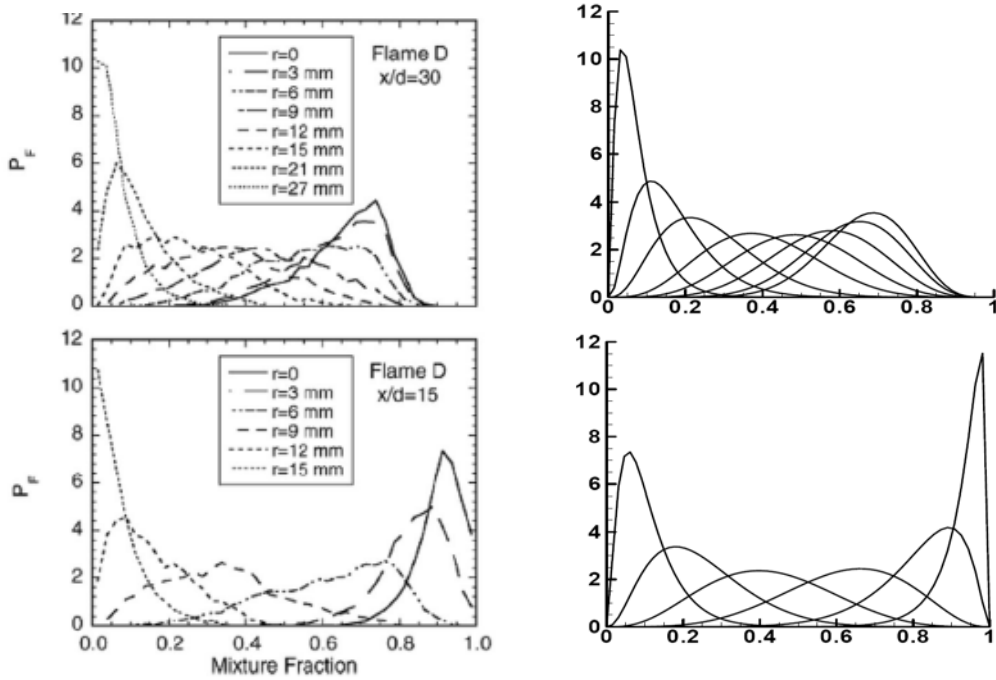 12
10
8
6
4
2
0
P_F
r=0
r=3 mm
r=6 mm
r=9 mm
r=12 mm
r=15 mm
r=21 mm
r=27 mm
Flame D
x/d=30
12
10
8
6
4
2
0
0 0.2 0.4 0.6 0.8 1
12
10
8
6
4
2
0
P_F
r=0
r=3 mm
r=6 mm
r=9 mm
r=12 mm
r=15 mm
Flame D
x/d=15
0.0 0.2 0.4 0.6 0.8 1.0
Mixture Fraction
12
10
8
6
4
2
0
0 0.2 0.4 0.6 0.8 1